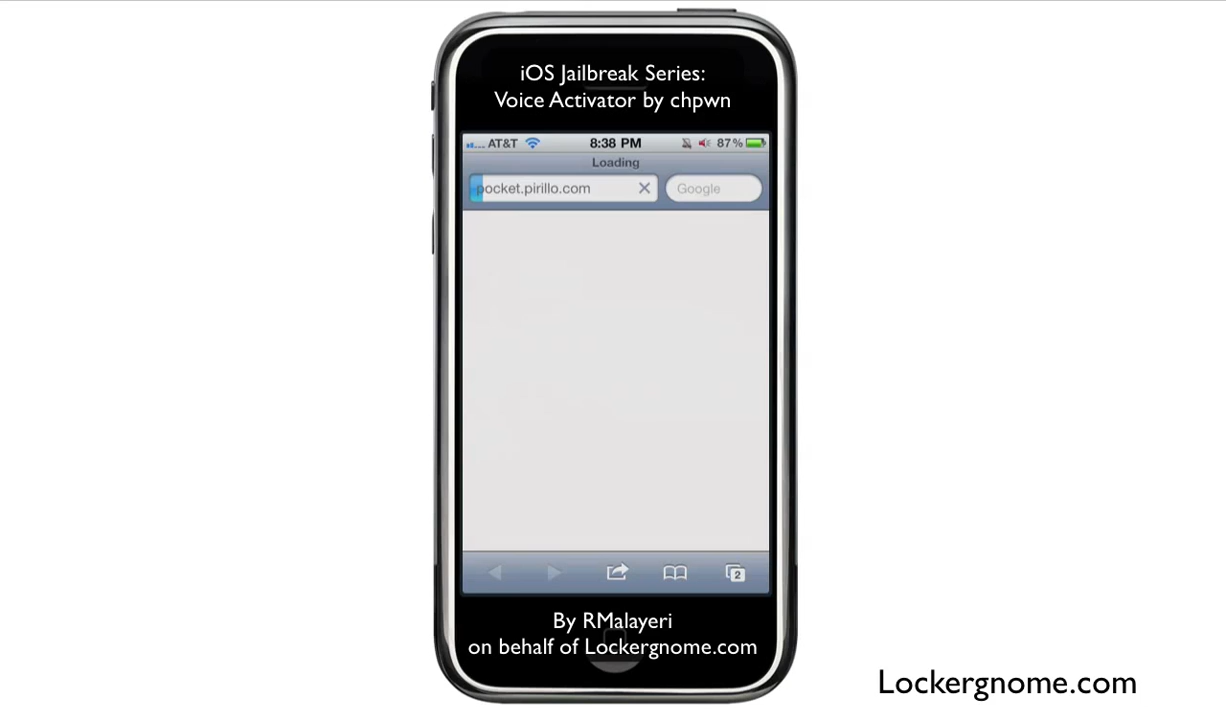 iOS Jailbreak Series:
Voice Activator by chpwn
AT&T 8:38 PM 87%
Loading
pocket.pirillo.com Google
2
By RMalayeri
on behalf of Lockergnome.com
Lockergnome.com